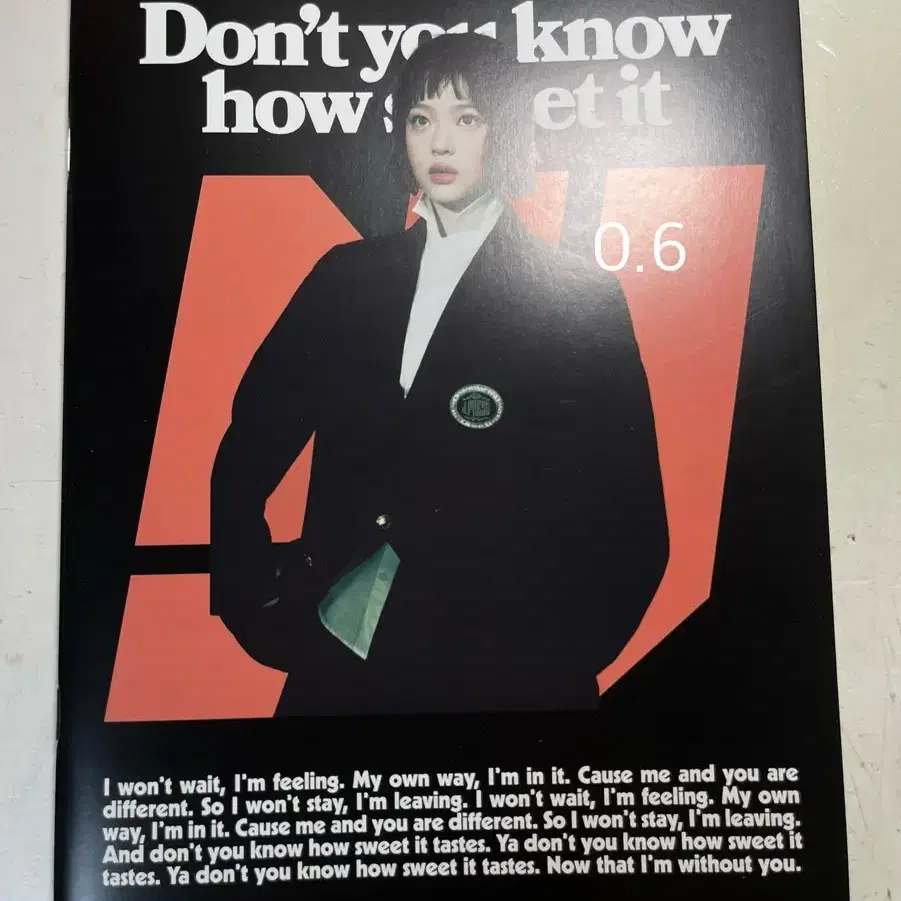 Don't you know
how et it
0.6
I won't wait, I'm feeling. My own way, I'm in it. Cause me and you are
different. So I won't stay, I'm leaving. I won't wait, I'm feeling. My own
way, I'm in it. Cause me and you are different. So I won't stay, I'm leaving.
And don't you know how sweet it tastes. Ya don't you know how sweet it
tastes. Ya don't you know how sweet it tastes. Now that I'm without you.